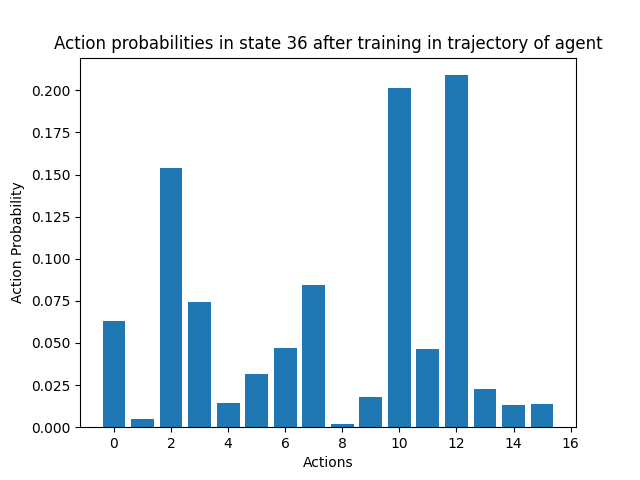 Action probabilities in state 36 after training in trajectory of agent
0.200
0.175
0.150
0.125
0.100
0.075
0.050
0.025
0.000
Action Probability
0 2 4 6 8 10 12 14 16
Actions